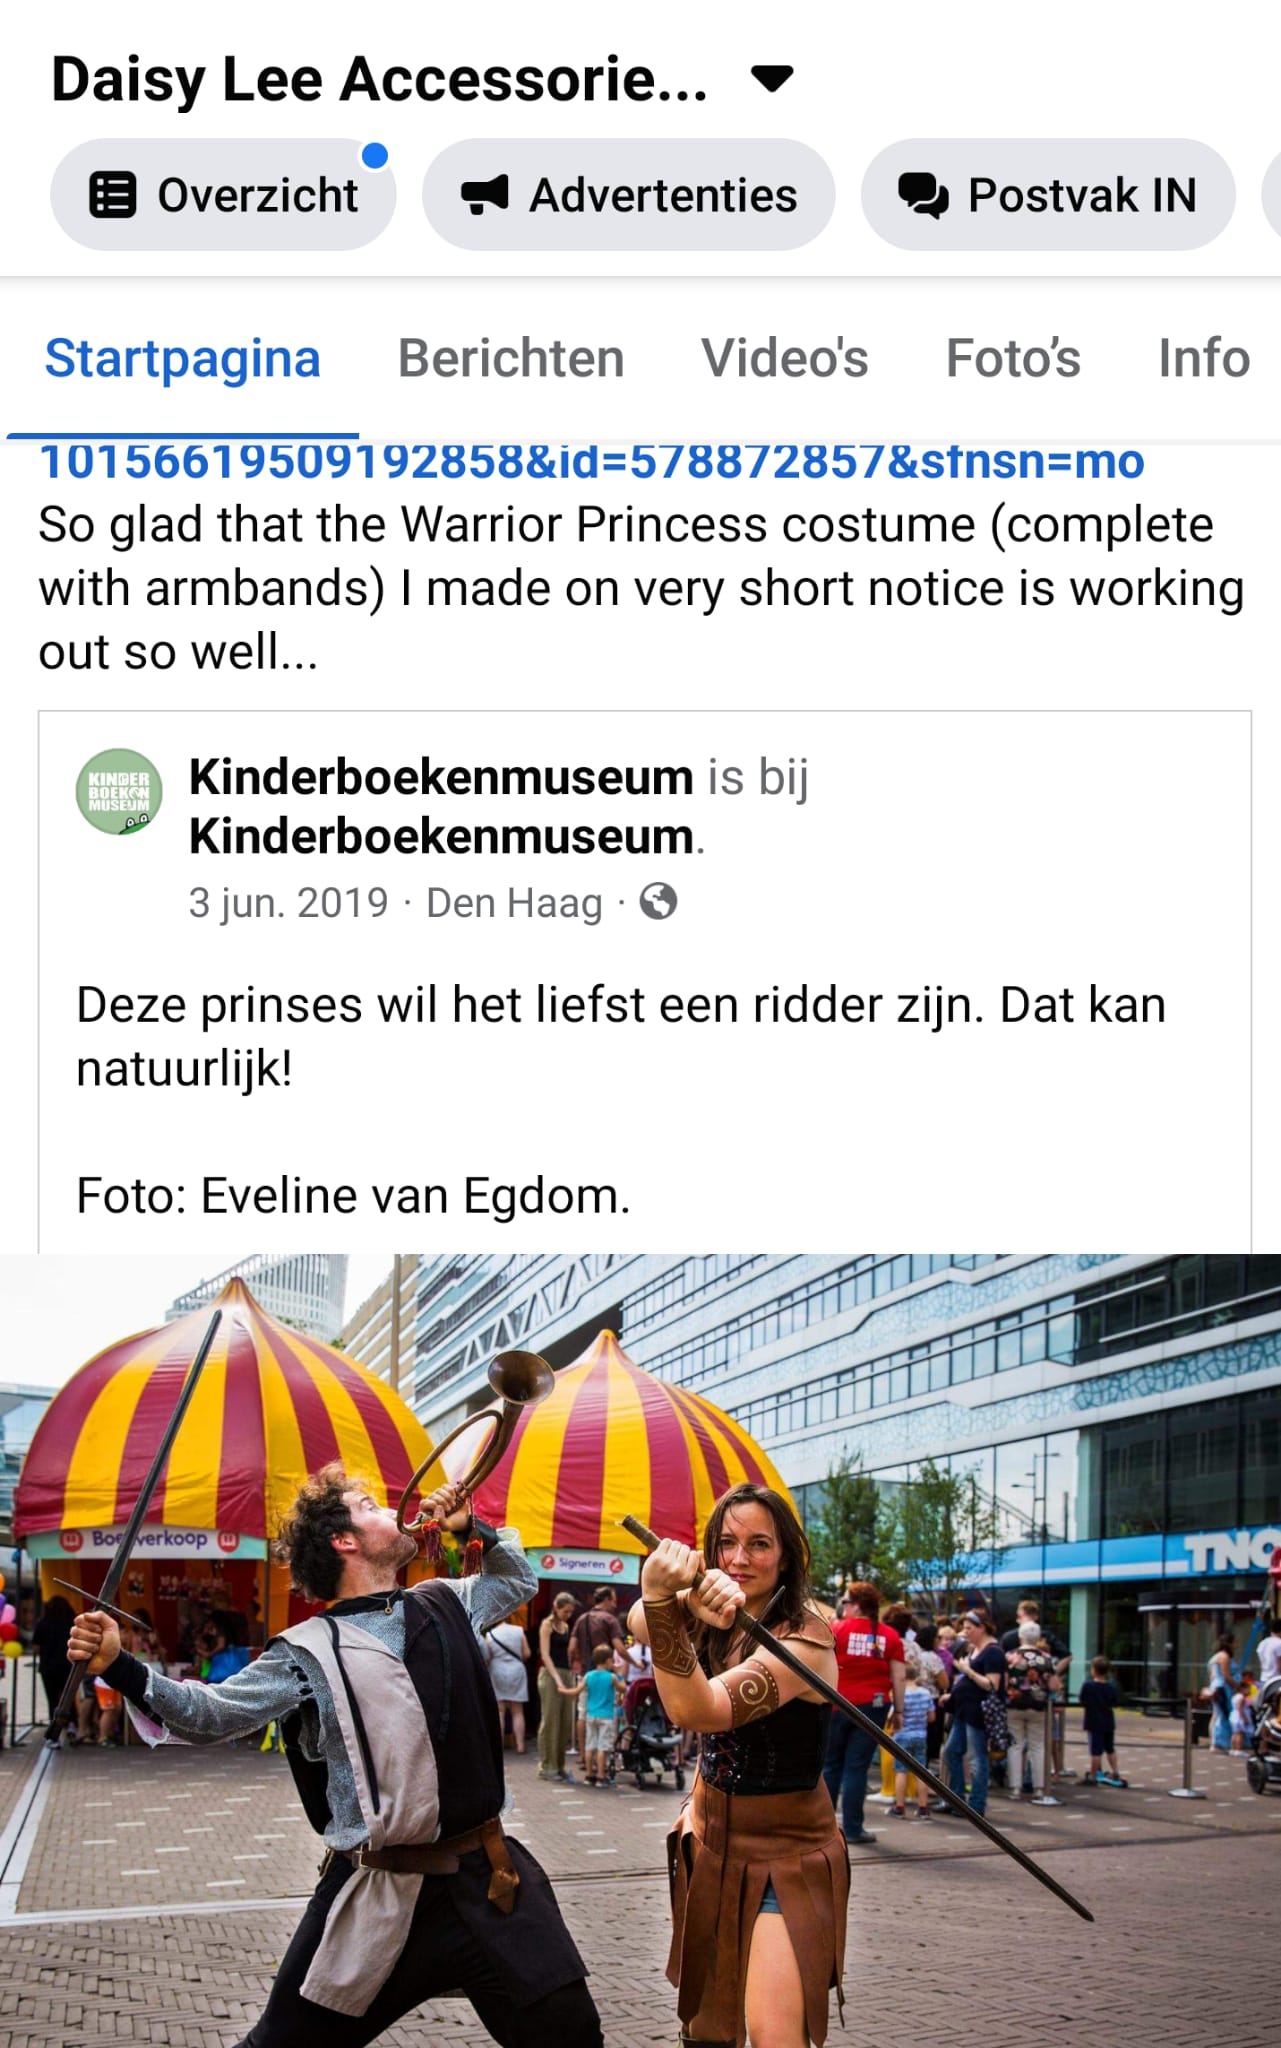 Daisy Lee Accessorie...
Overzicht
Advertenties
Postvak IN
Startpagina
Berichten
Video's
Foto's
Info
10156619509192858&id=578872857&sfnsn=mo
So glad that the Warrior Princess costume (complete
with armbands) I made on very short notice is working
out so well...
KINDER
BOEKEN
MUSEUM
Kinderboekenmuseum is bij
Kinderboekenmuseum.
3 jun. 2019 · Den Haag ·
Deze prinses wil het liefst een ridder zijn. Dat kan
natuurlijk!
Foto: Eveline van Egdom.
Signeren
TNO